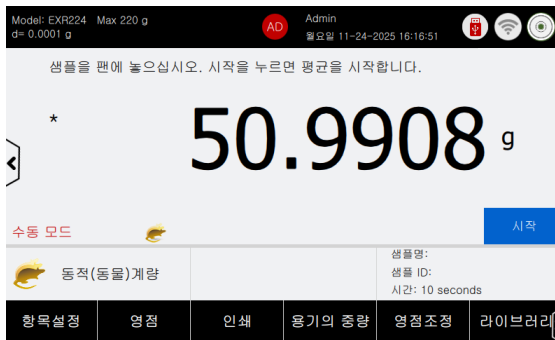 Model: EXR224 Max 220 g
d= 0.0001 g
AD
Admin
월요일 11-24-2025 16:16:51
샘플을 팬에 놓으십시오. 시작을 누르면 평균을 시작합니다.
*
50.9908 g
시작
수동 모드
동적(동물)계량
샘플명:
샘플 ID:
시간: 10 seconds
항목설정 영점 인쇄 용기의 중량 영점조정 라이브러리